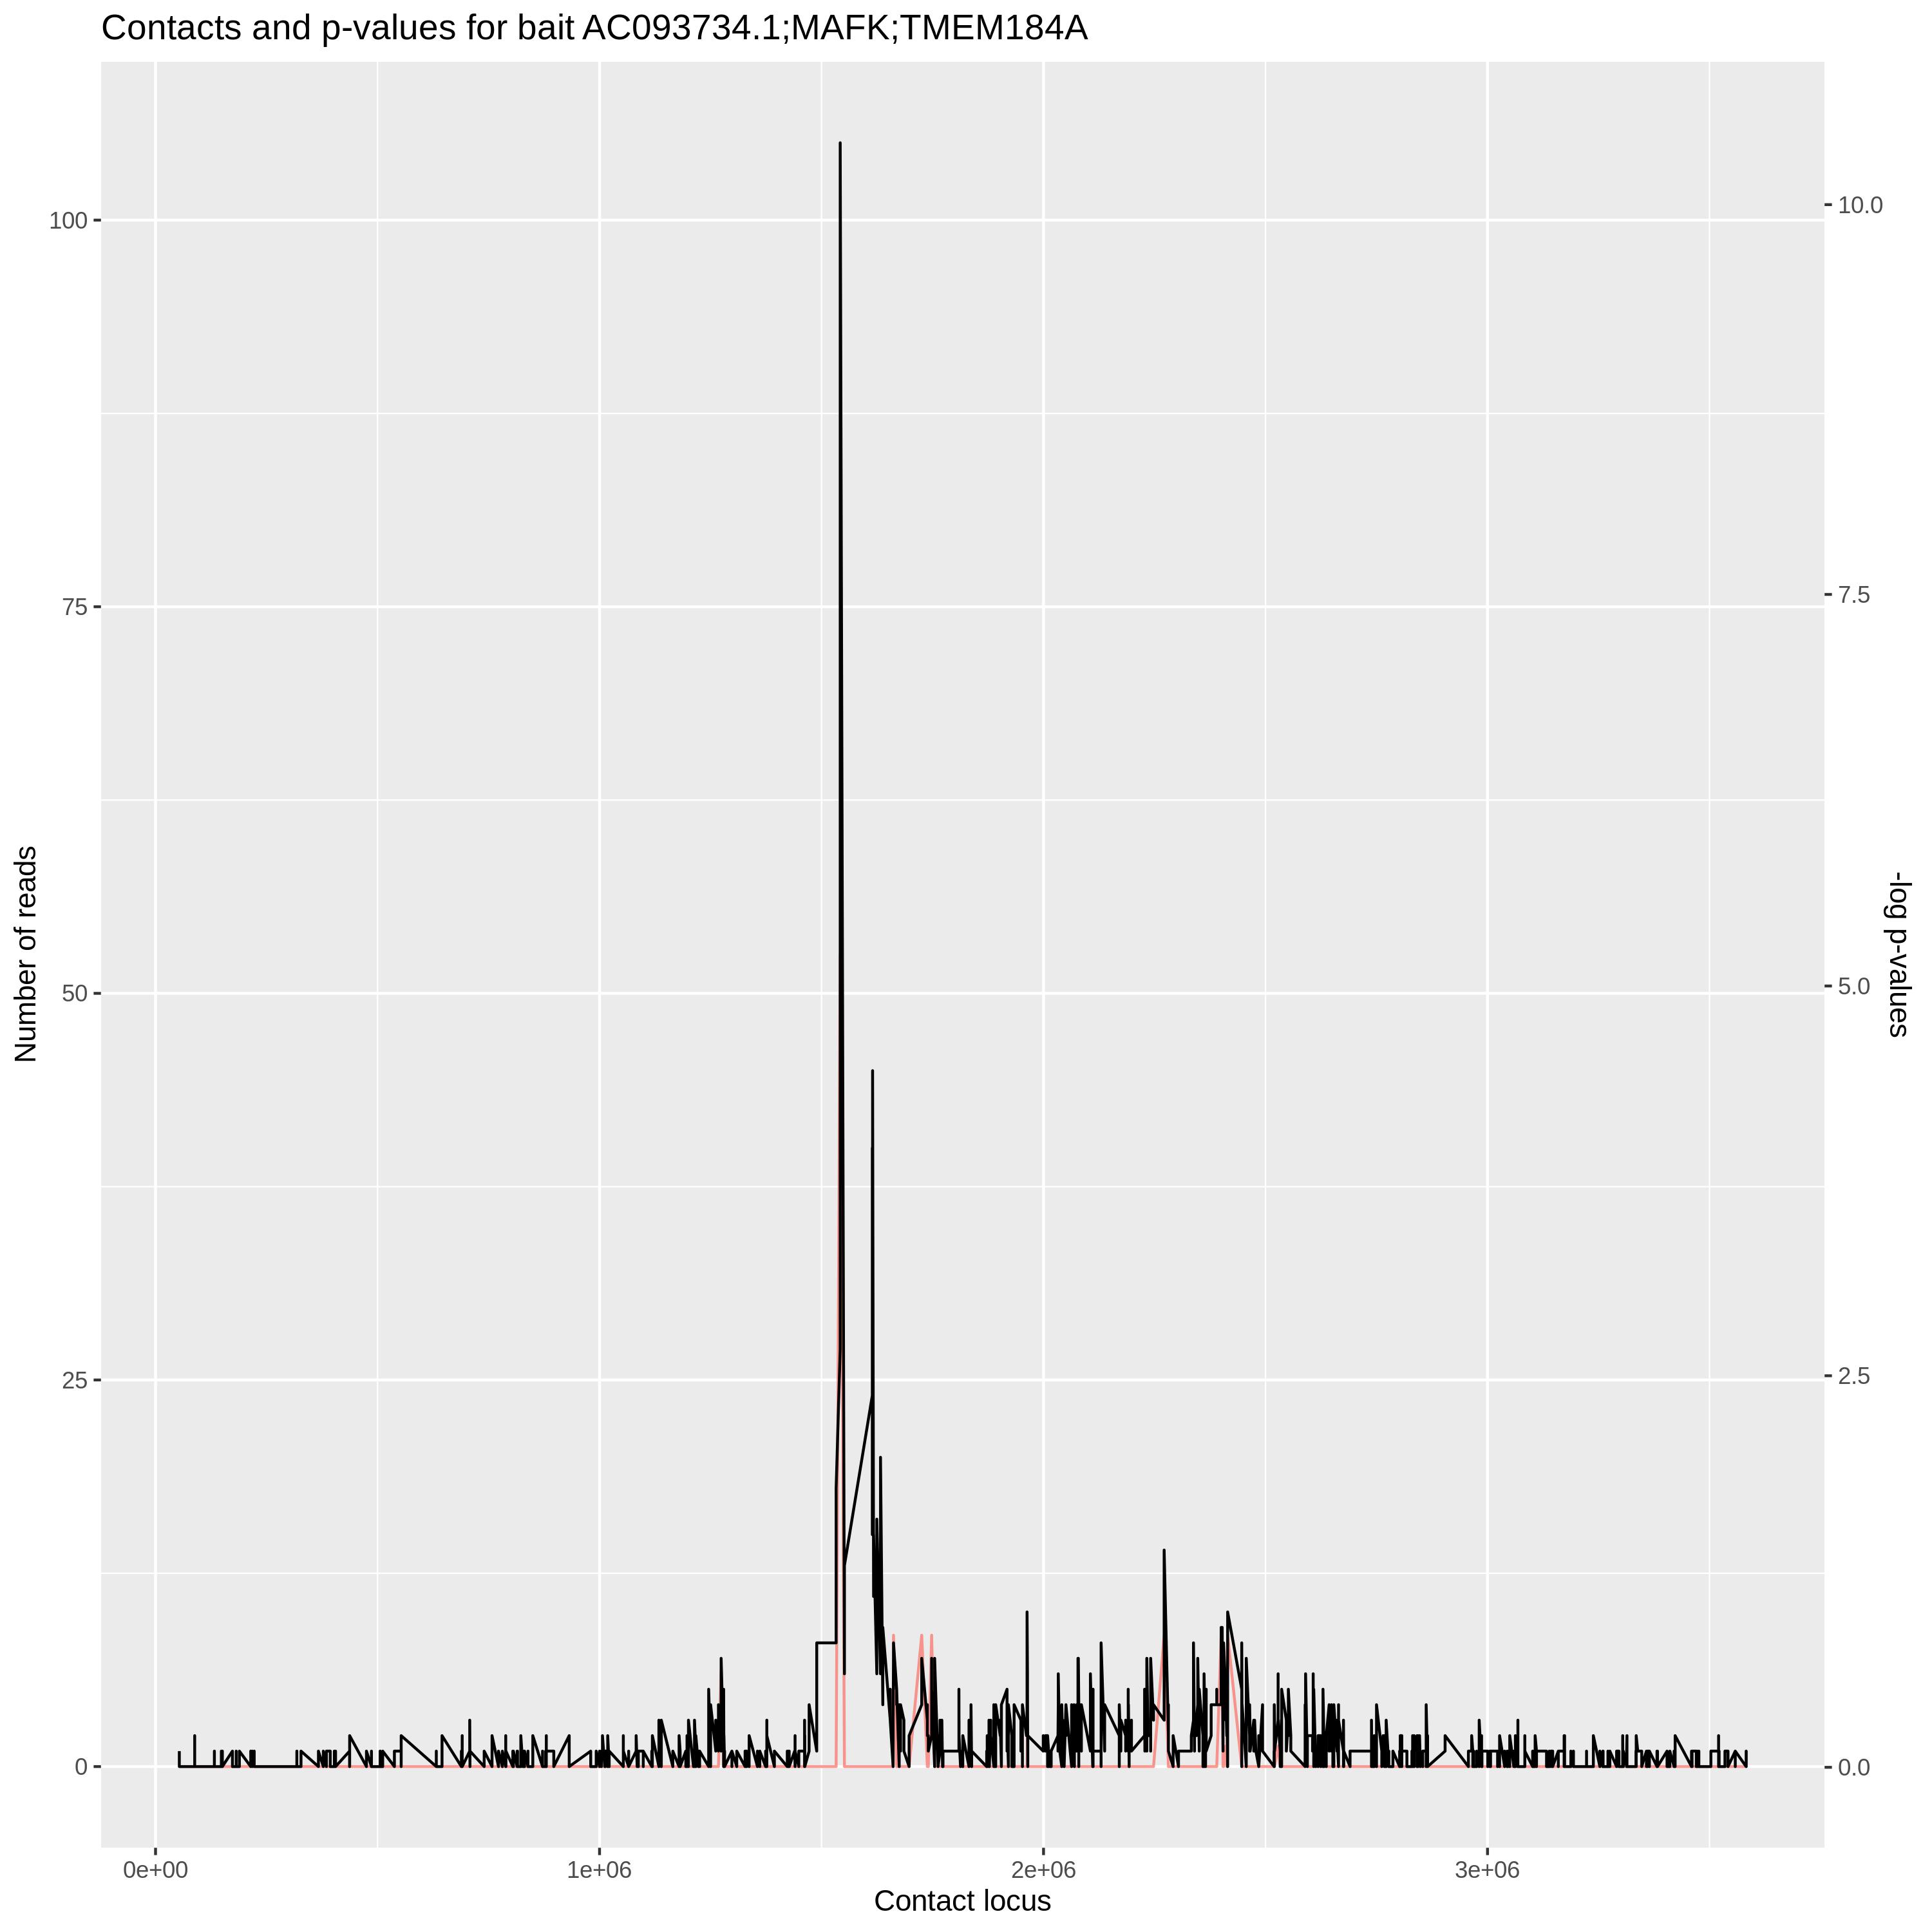 Contacts and p-values for bait AC093734.1;MAFK;TMEM184A
100
75
50
25
0
Number of reads
10.0
7.5
5.0
2.5
0.0
-log p-values
0e+00 1e+06 2e+06 3e+06
Contact locus